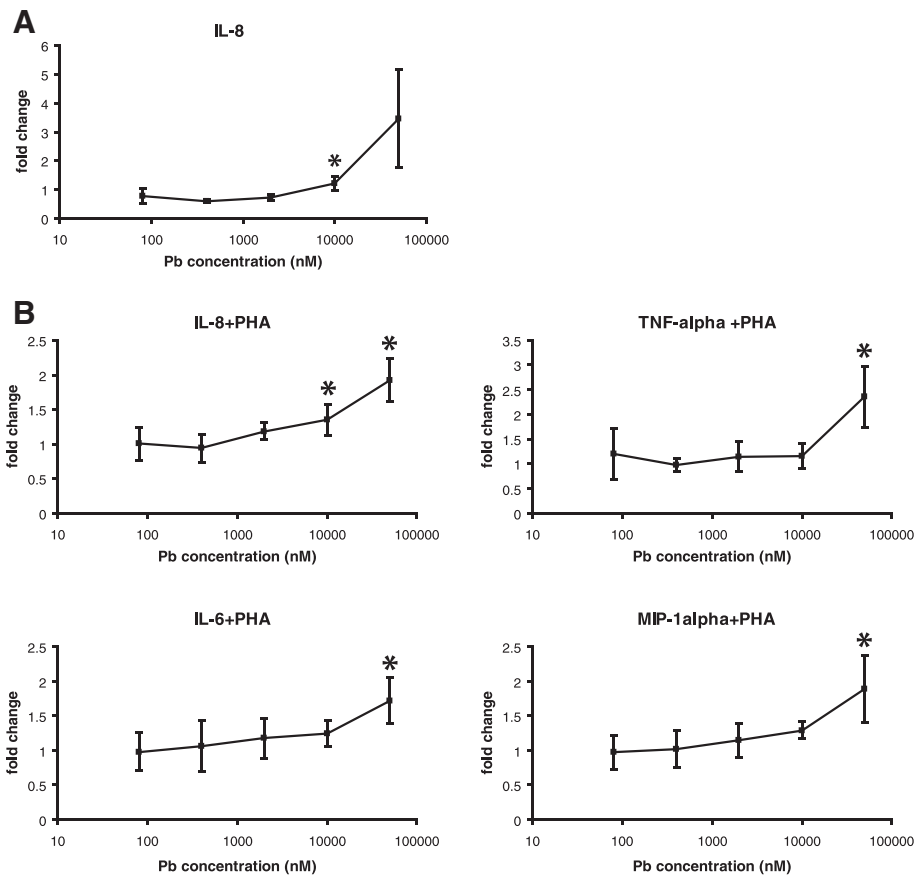 A
IL-8
6
5
4
3
2
1
0
fold change
*
10 100 1000 10000 100000
Pb concentration (nM)
B
IL-8+PHA
2.5
2
1.5
1
0.5
0
fold change
* *
10 100 1000 10000 100000
Pb concentration (nM)
TNF-alpha +PHA
3.5
3
2.5
2
1.5
1
0.5
0
fold change
*
10 100 1000 10000 100000
Pb concentration (nM)
IL-6+PHA
2.5
2
1.5
1
0.5
0
fold change
*
10 100 1000 10000 100000
Pb concentration (nM)
MIP-1alpha+PHA
2.5
2
1.5
1
0.5
0
fold change
*
10 100 1000 10000 100000
Pb concentration (nM)